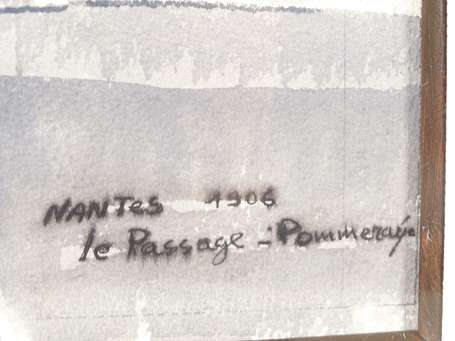 NANTES 1906
le Passage - Pommeraye